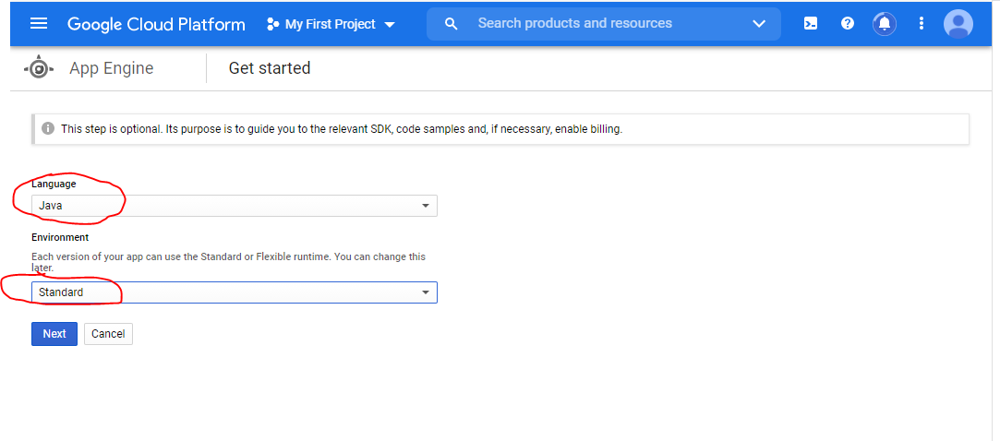 Google Cloud Platform My First Project Search products and resources
App Engine Get started
This step is optional. Its purpose is to guide you to the relevant SDK, code samples and, if necessary, enable billing.
Language
Java
Environment
Each version of your app can use the Standard or Flexible runtime. You can change this
later.
Standard
Next Cancel